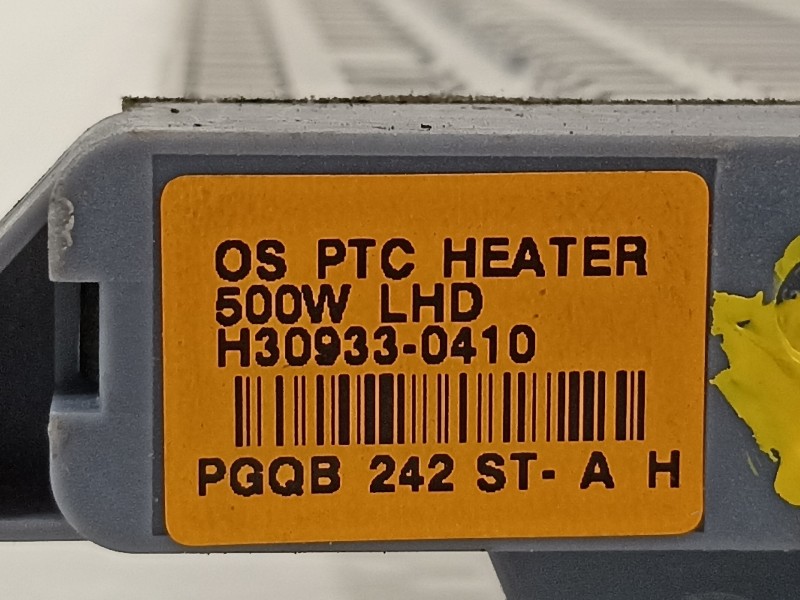 OS PTC HEATER
500W LHD
H30933-0410
PGQB 242 ST- A H